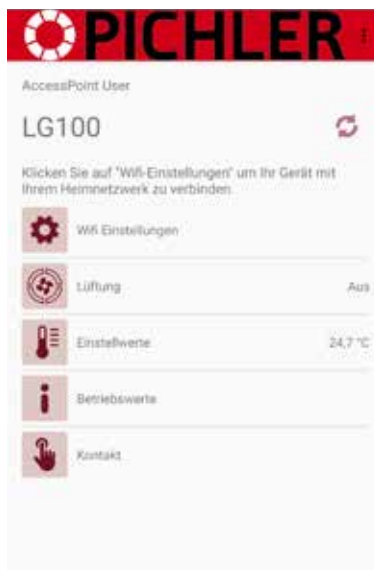 PICHLER
AccessPoint User
LG100
Klicken Sie auf "Wifi-Einstellungen" um Ihr Gerät mit
Ihrem Heimnetzwerk zu verbinden.
Wifi Einstellungen
Lüftung Aus
Einstellwerte 24,7 °C
Betriebswerte
Kontakt